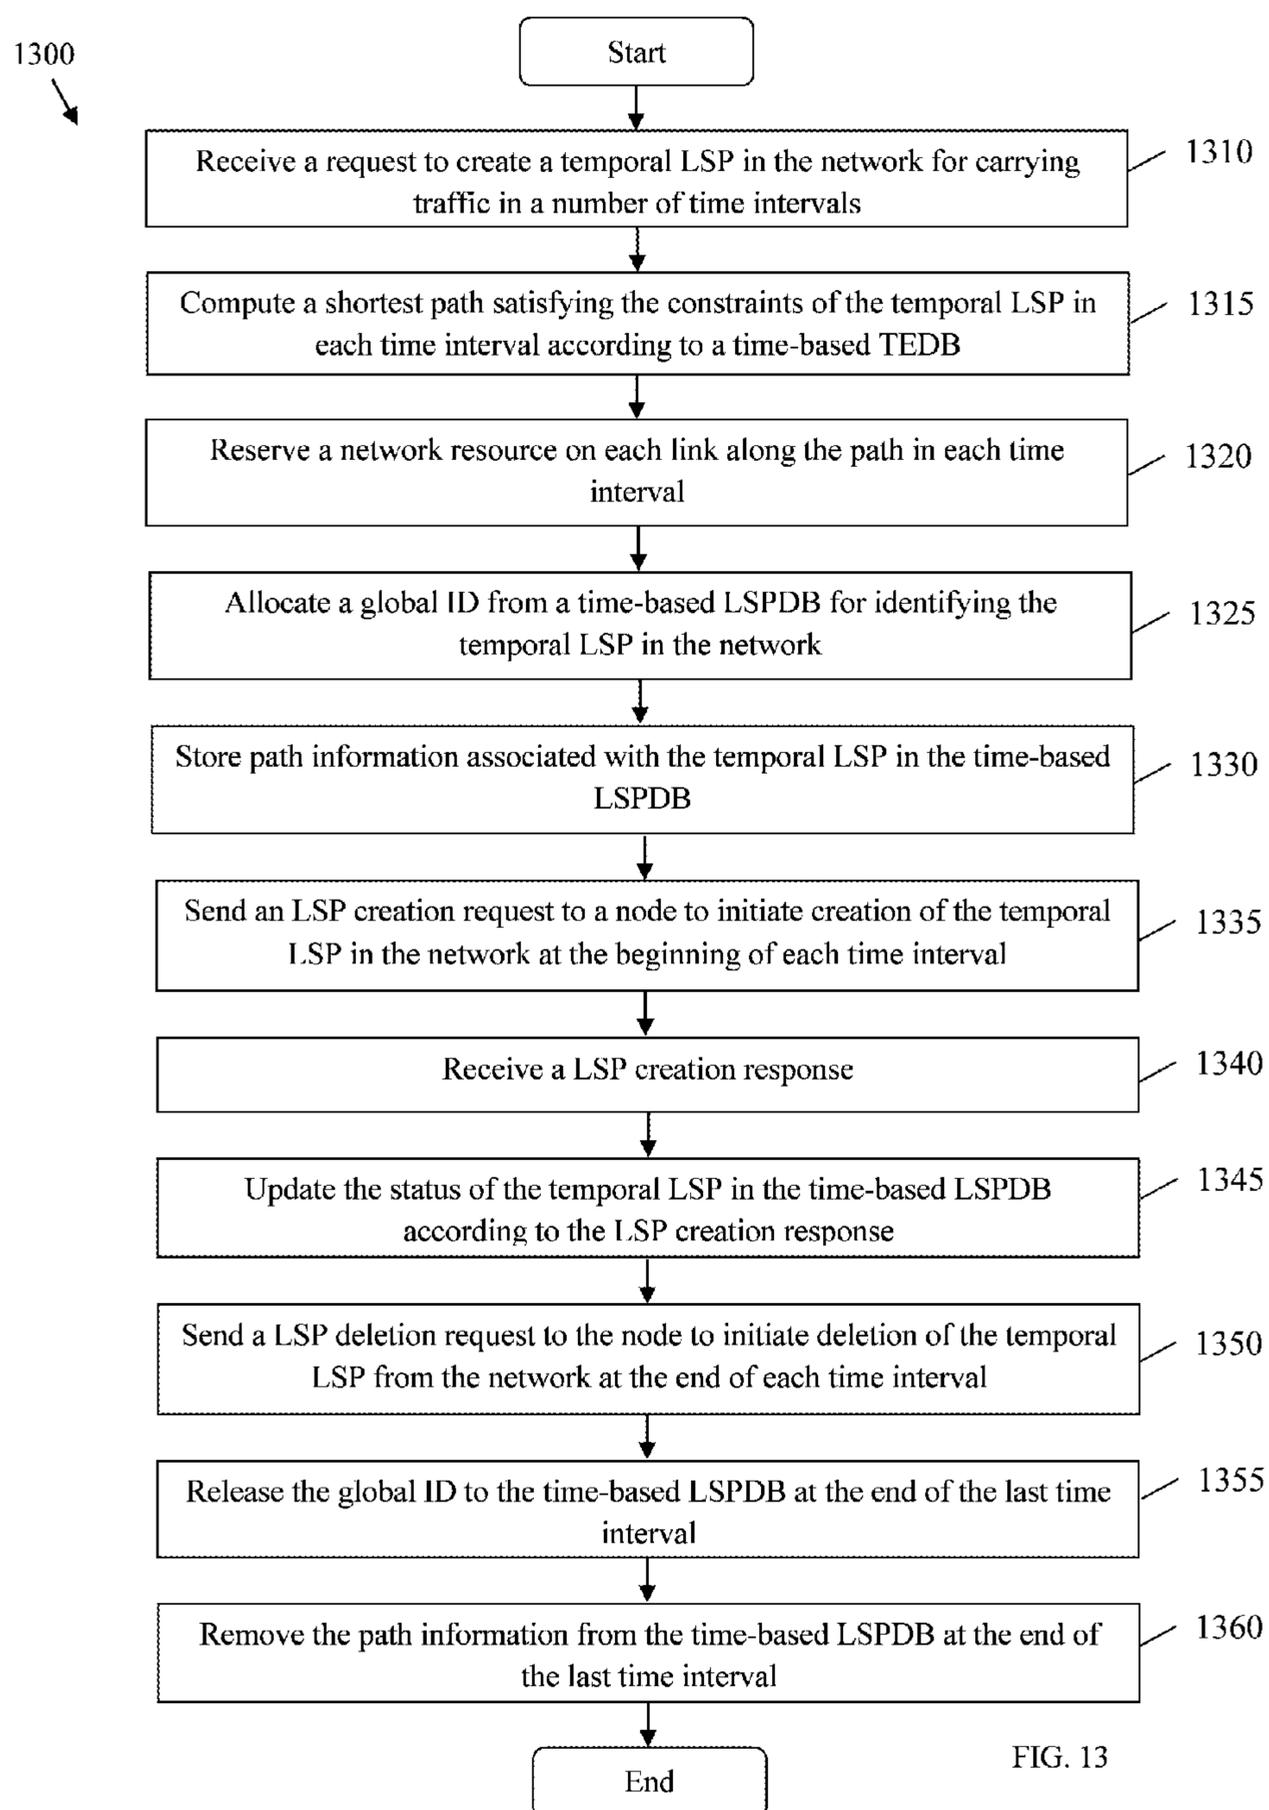 1300
Start
Receive a request to create a temporal LSP in the network for carrying
traffic in a number of time intervals
1310
Compute a shortest path satisfying the constraints of the temporal LSP in
each time interval according to a time-based TEDB
1315
Reserve a network resource on each link along the path in each time
interval
1320
Allocate a global ID from a time-based LSPDB for identifying the
temporal LSP in the network
1325
Store path information associated with the temporal LSP in the time-based
LSPDB
1330
Send an LSP creation request to a node to initiate creation of the temporal
LSP in the network at the beginning of each time interval
1335
Receive a LSP creation response
1340
Update the status of the temporal LSP in the time-based LSPDB
according to the LSP creation response
1345
Send a LSP deletion request to the node to initiate deletion of the temporal
LSP from the network at the end of each time interval
1350
Release the global ID to the time-based LSPDB at the end of the last time
interval
1355
Remove the path information from the time-based LSPDB at the end of
the last time interval
1360
End
FIG. 13